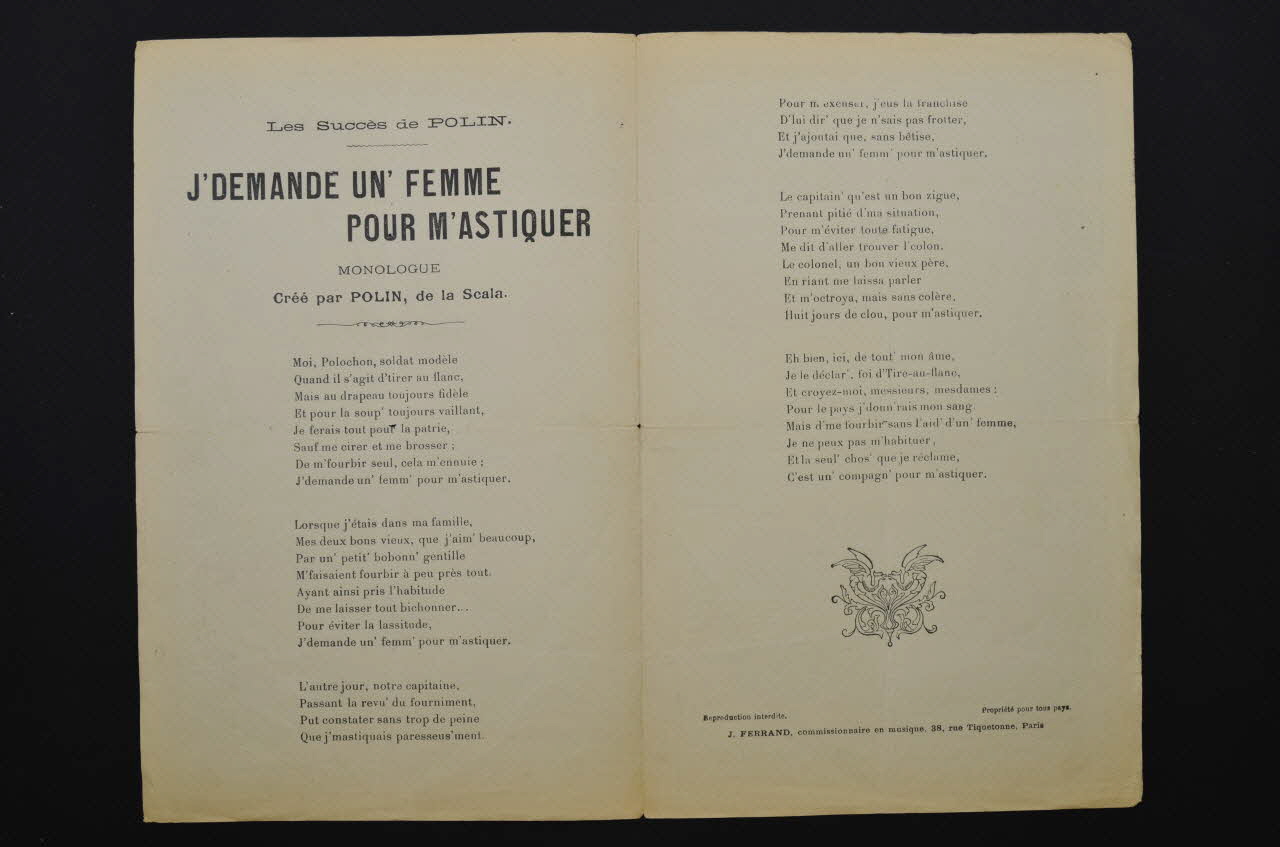 Les Succès de POLIN.
J'DEMANDE UN' FEMME
POUR M'ASTIQUER
MONOLOGUE
Créé par POLIN, de la Scala.
Moi, Polochon, soldat modèle
Quand il s'agit d'tirer au flanc,
Mais au drapeau toujours fidèle
Et pour la soup' toujours vaillant,
Je ferais tout pour la patrie,
Sauf me cirer et me brosser ;
De m'fourbir seul, cela m'ennuie ;
J'demande un' femm' pour m'astiquer.
Lorsque j'étais dans ma famille,
Mes deux bons vieux, que j'aim' beaucoup,
Par un' petit' bobonn' gentille
M'faisaient fourbir à peu près tout.
Ayant ainsi pris l'habitude
De me laisser tout bichonner...
Pour éviter la lassitude,
J'demande un' femm' pour m'astiquer.
L'autre jour, notre capitaine,
Passant la revu' du fourniment,
Put constater sans trop de peine
Que j'mastiquais paresseus'ment.
Pour m'excuser, j'eus la franchise
D'lui dir' que je n'sais pas frotter,
Et j'ajoutai que, sans bêtise,
J'demande un' femm' pour m'astiquer.
Le capitain' qu'est un bon zigue,
Prenant pitié d'ma situation,
Pour m'éviter toute fatigue,
Me dit d'aller trouver l'colon.
Le colonel, un bon vieux père,
En riant me laissa parler
Et m'octroya, mais sans colère,
Huit jours de clou, pour m'astiquer.
Eh bien, ici, de tout' mon âme,
Je le déclar', foi d'Tire-au-flanc,
Et croyez-moi, messieurs, mesdames :
Pour le pays j'donn'rais mon sang
Mais d'me fourbir sans l'aid' d'un' femme,
Je ne peux pas m'habituer,
Et la seul' chos' que je réclame,
C'est un' compagn' pour m'astiquer.
Reproduction interdite.
Propriété pour tous pays.
J. FERRAND, commissionnaire en musique, 38, rue Tiquetonne, Paris